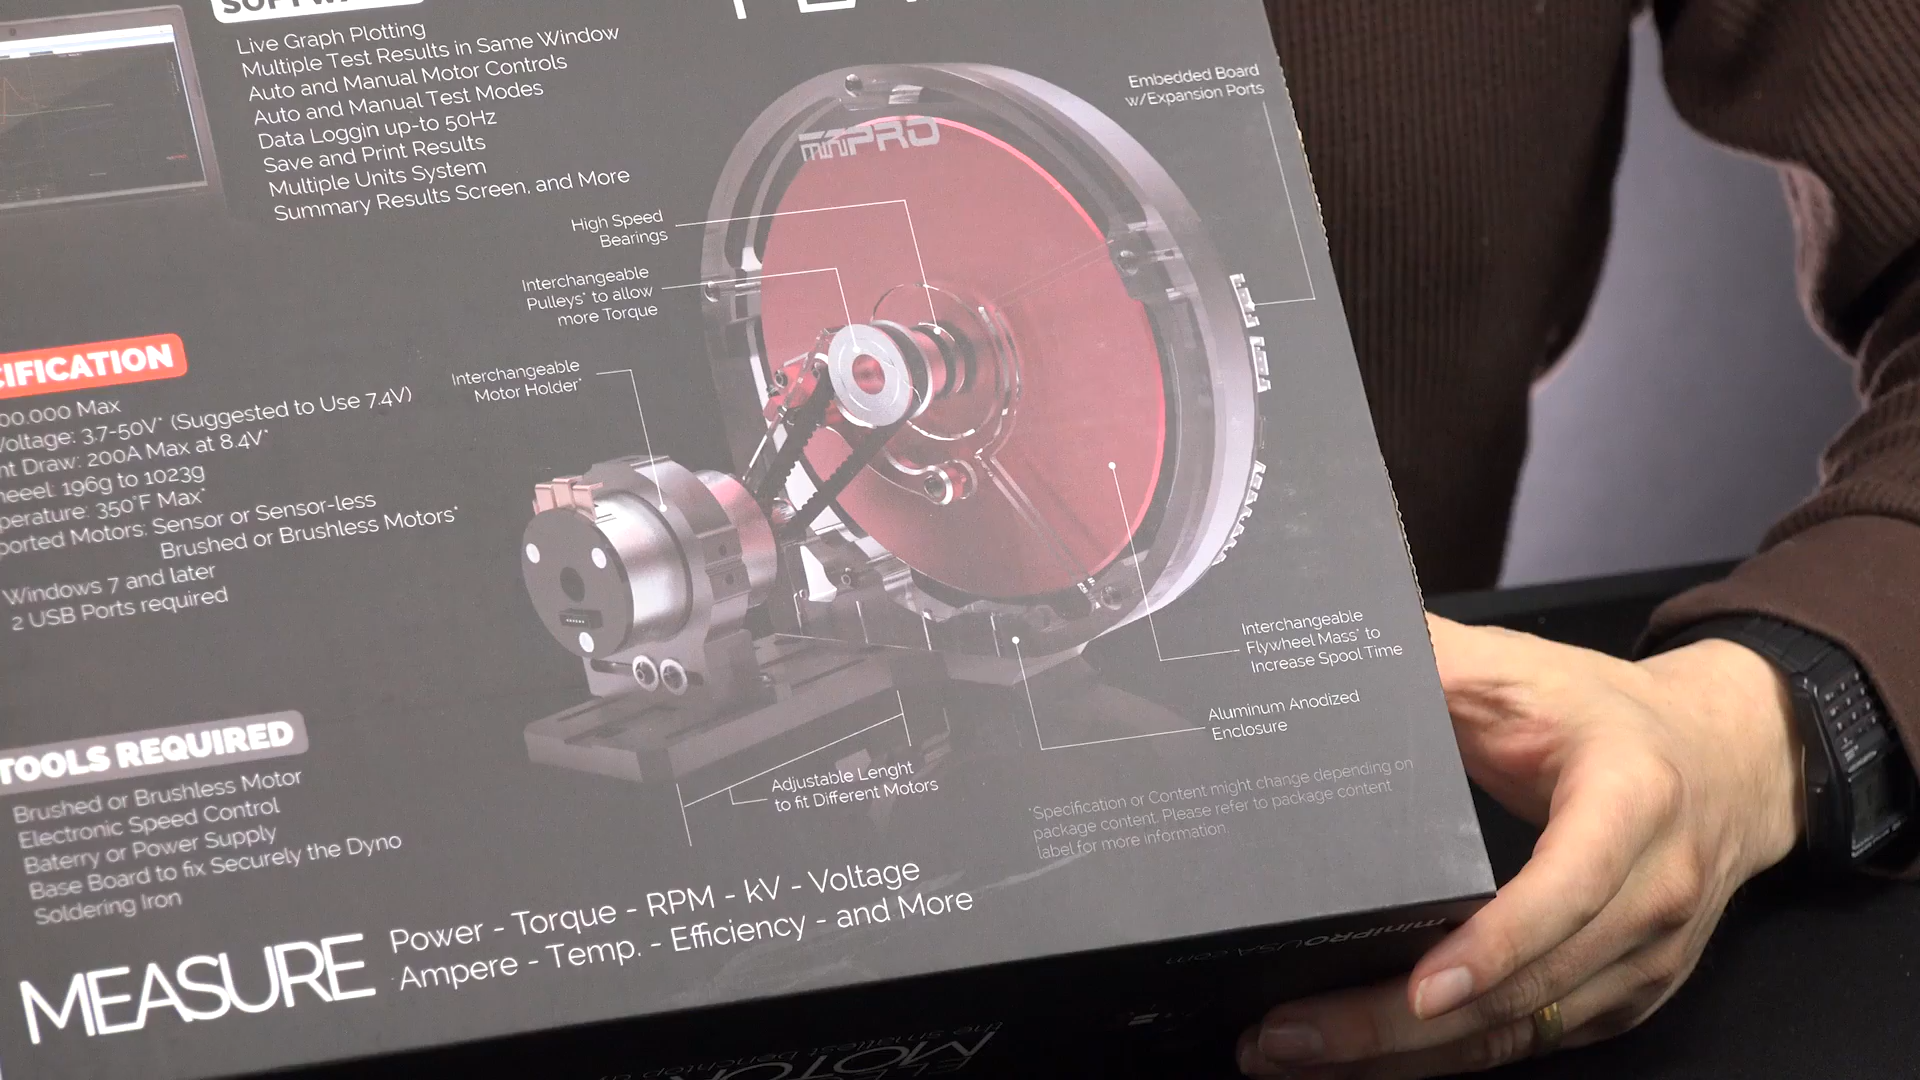 Live Graph Plotting
Multiple Test Results in Same Window
Auto and Manual Motor Controls
Auto and Manual Test Modes
Data Loggin up-to 50Hz
Save and Print Results
Multiple Units System
Summary Results Screen, and More
CIFICATION
00.000 Max
Voltage: 3.7-50V* (Suggested to Use 7.4V)
nt Draw: 200A Max at 8.4V*
heeel: 196g to 1023g
perature: 350°F Max*
ported Motors: Sensor or Sensor-less
Brushed or Brushless Motors*
Windows 7 and later
2 USB Ports required
TOOLS REQUIRED
Brushed or Brushless Motor
Electronic Speed Control
Baterry or Power Supply
Base Board to fix Securely the Dyno
Soldering Iron
miniPRO
Embedded Board
w/Expansion Ports
High Speed
Bearings
Interchangeable
Pulleys* to allow
more Torque
Interchangeable
Motor Holder*
Interchangeable
Flywheel Mass* to
Increase Spool Time
Aluminum Anodized
Enclosure
Adjustable Lenght
to fit Different Motors
*Specification or Content might change depending on
package content. Please refer to package content
label for more information.
MEASURE
Power - Torque - RPM - kV - Voltage
Ampere - Temp. - Efficiency - and More
miniPROUSA.com